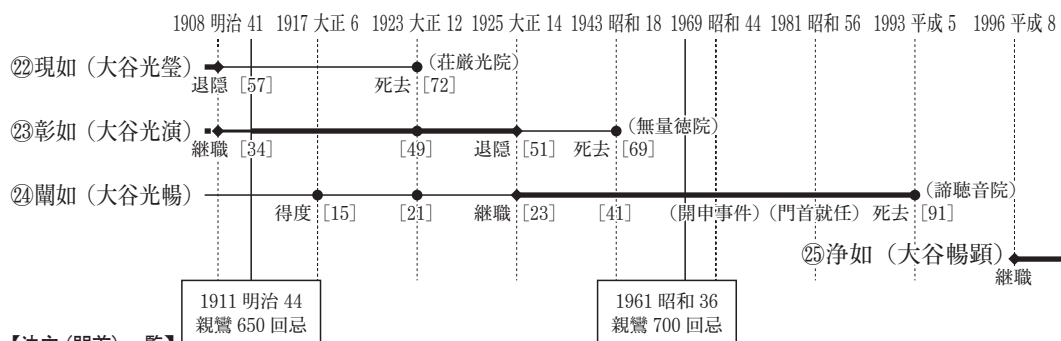 1908 明治 41　1917 大正 6　1923 大正 12　1925 大正 14　1943 昭和 18　1969 昭和 44　1981 昭和 56　1993 平成 5　1996 平成 8
㉒現如（大谷光瑩）　（荘厳光院）
退隠［57］　死去［72］
㉓彰如（大谷光演）　（無量徳院）
継職［34］　［49］　退隠［51］　死去［69］
㉔闡如（大谷光暢）　（諦聴音院）
得度［15］　［21］　継職［23］　［41］　（開申事件）（門首就任）　死去［91］
㉕浄如（大谷暢顕）
継職
1911 明治 44　1961 昭和 36
親鸞 650 回忌　親鸞 700 回忌